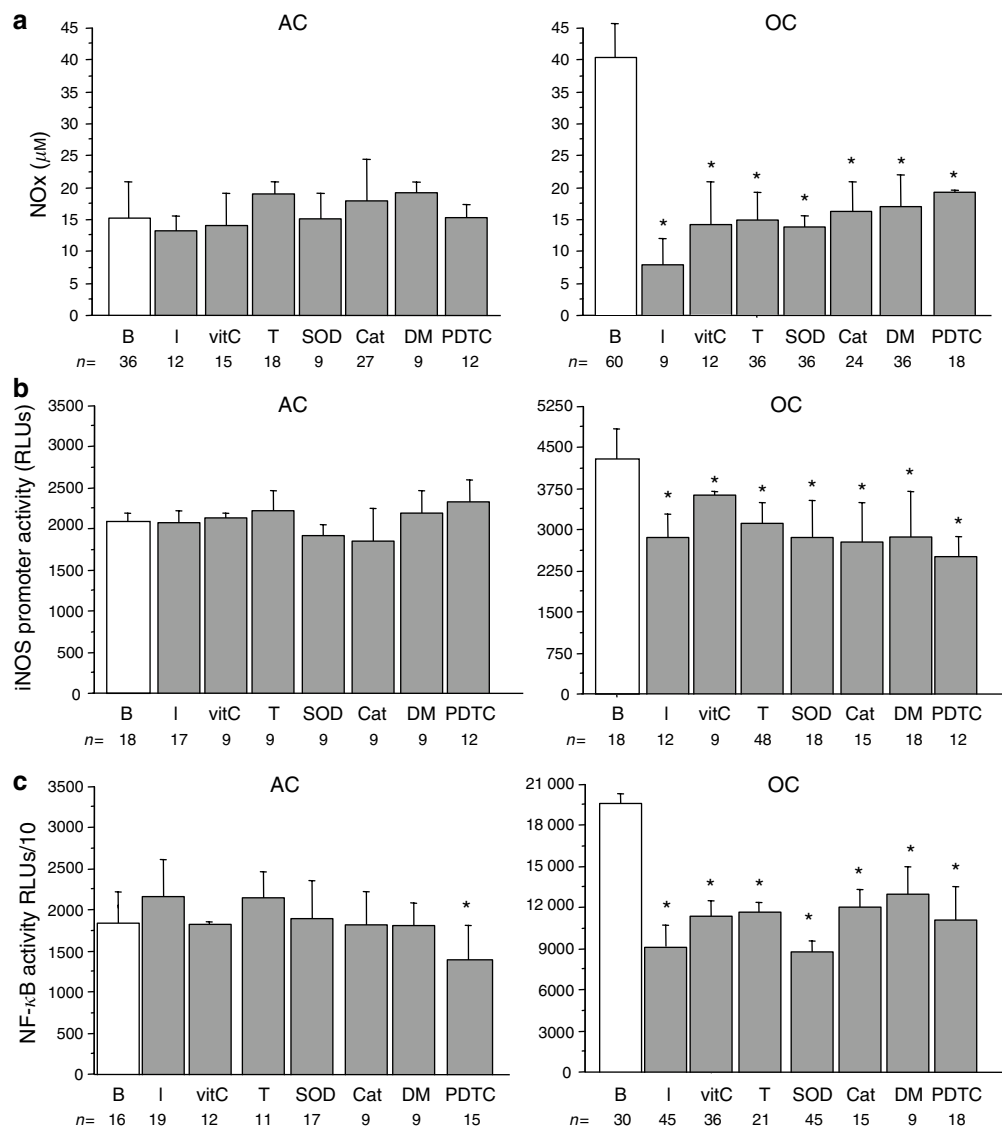 a
AC
OC
NOx (μM)
45
40
35
30
25
20
15
10
5
0
45
40
35
30
25
20
15
10
5
0
* * * * * * *
B I vitC T SOD Cat DM PDTC
n= 36 12 15 18 9 27 9 12
B I vitC T SOD Cat DM PDTC
n= 60 9 12 36 36 24 36 18
b
AC
OC
iNOS promoter activity (RLUs)
3500
3000
2500
2000
1500
1000
500
0
5250
4500
3750
3000
2250
1500
750
0
* * * * * * *
B I vitC T SOD Cat DM PDTC
n= 18 17 9 9 9 9 9 12
B I vitC T SOD Cat DM PDTC
n= 18 12 9 48 18 15 18 12
c
AC
OC
NF-κB activity RLUs/10
3500
3000
2500
2000
1500
1000
500
0
*
21 000
18 000
15 000
12 000
9000
6000
3000
0
* * * * * * *
B I vitC T SOD Cat DM PDTC
n= 16 19 12 11 17 9 9 15
B I vitC T SOD Cat DM PDTC
n= 30 45 36 21 45 15 9 18